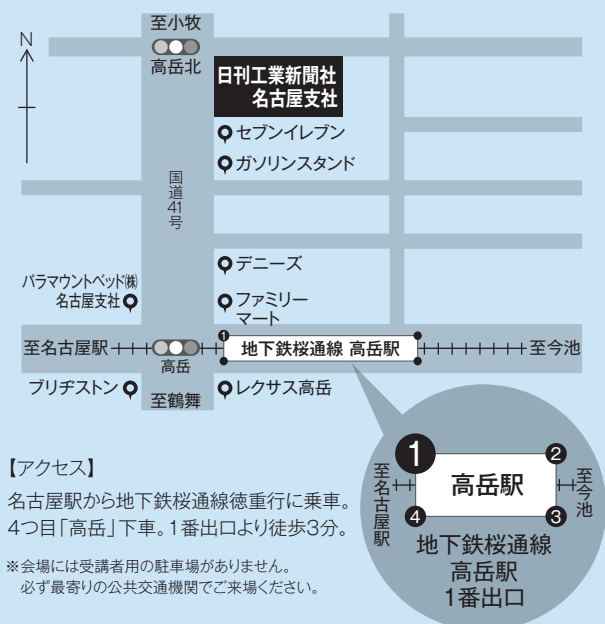 至小牧
N
高岳北
日刊工業新聞社
名古屋支社
セブンイレブン
ガソリンスタンド
国道41号
デニーズ
パラマウントベッド㈱
名古屋支社
ファミリー
マート
至名古屋駅
1
地下鉄桜通線 高岳駅
至今池
高岳
ブリヂストン
至鶴舞
レクサス高岳
【アクセス】
名古屋駅から地下鉄桜通線徳重行に乗車。
4つ目「高岳」下車。1番出口より徒歩3分。
※会場には受講者用の駐車場がありません。
必ず最寄りの公共交通機関でご来場ください。
1
2
至名古屋駅
高岳駅
至今池
4
3
地下鉄桜通線
高岳駅
1番出口